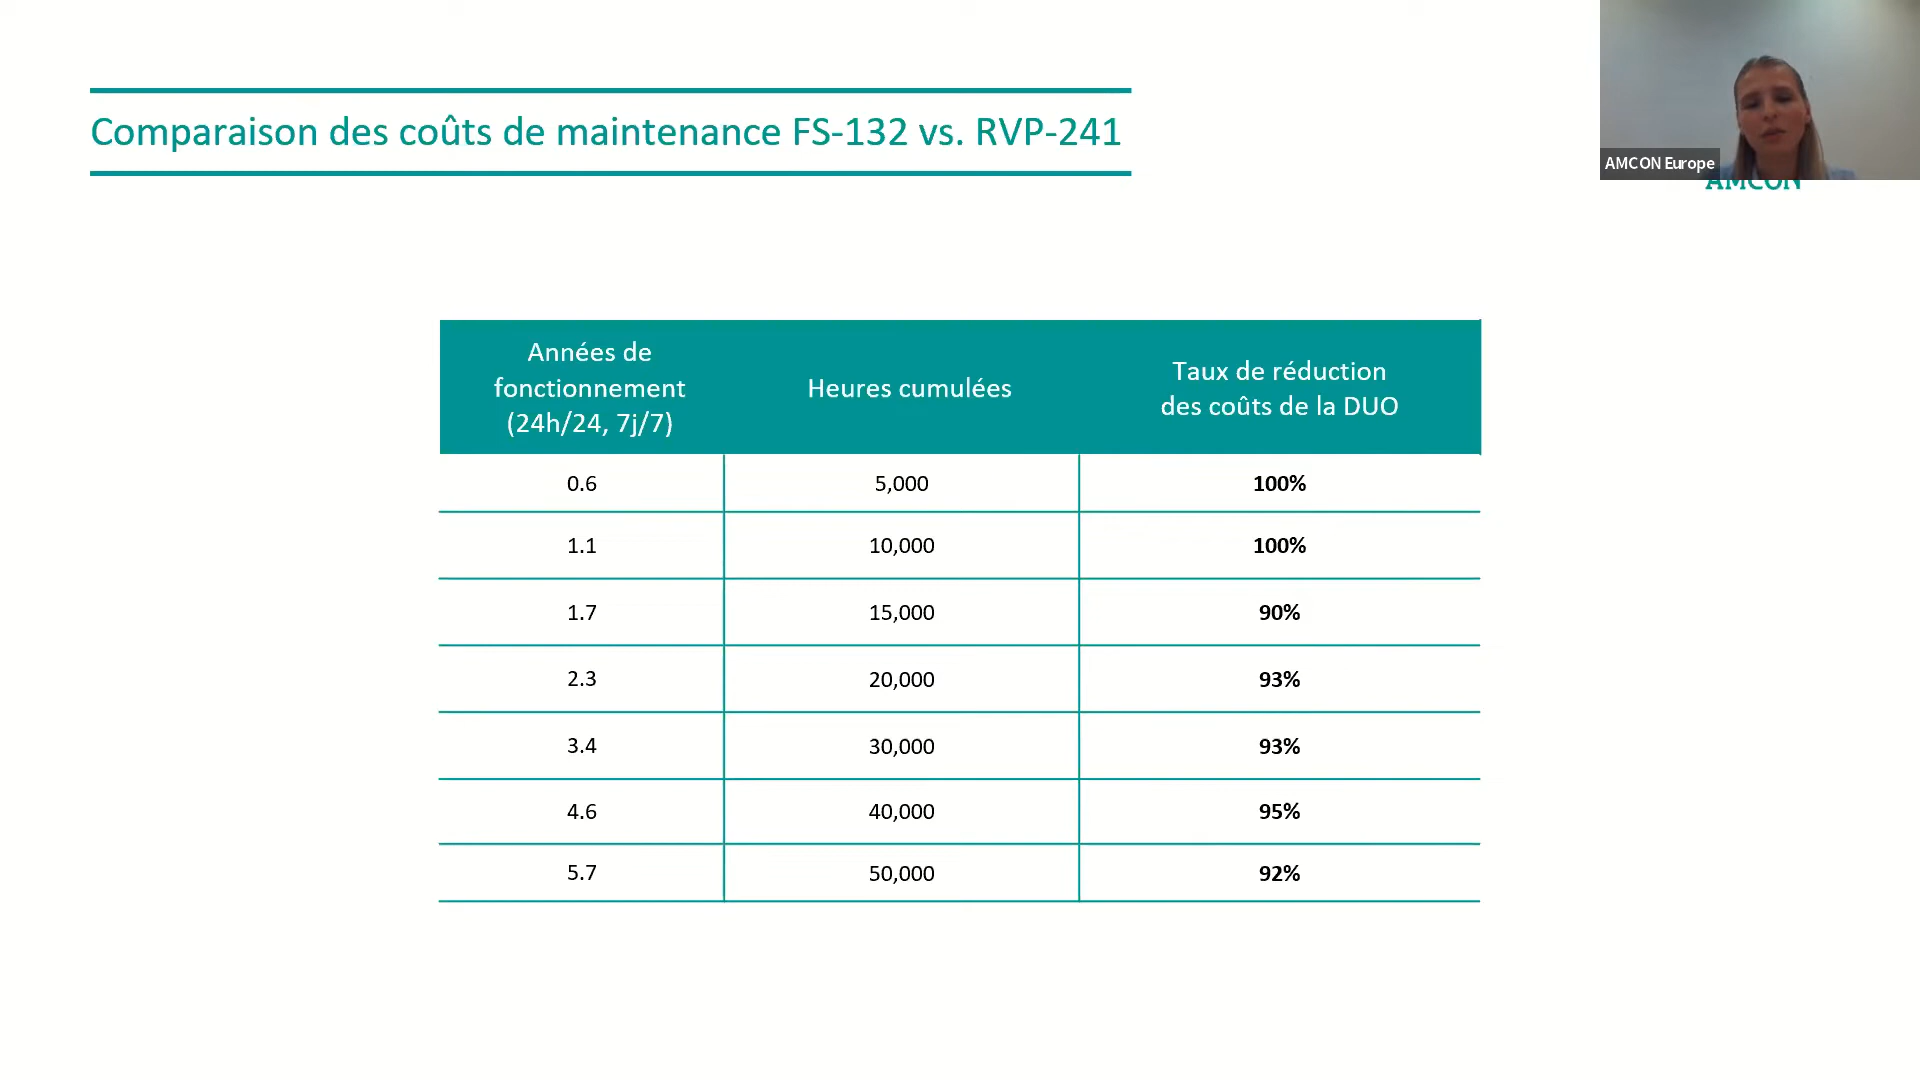 Comparaison des coûts de maintenance FS-132 vs. RVP-241
AMCON Europe
AMCON
Années de
fonctionnement
(24h/24, 7j/7)
Heures cumulées
Taux de réduction
des coûts de la DUO
0.6 5,000 100%
1.1 10,000 100%
1.7 15,000 90%
2.3 20,000 93%
3.4 30,000 93%
4.6 40,000 95%
5.7 50,000 92%